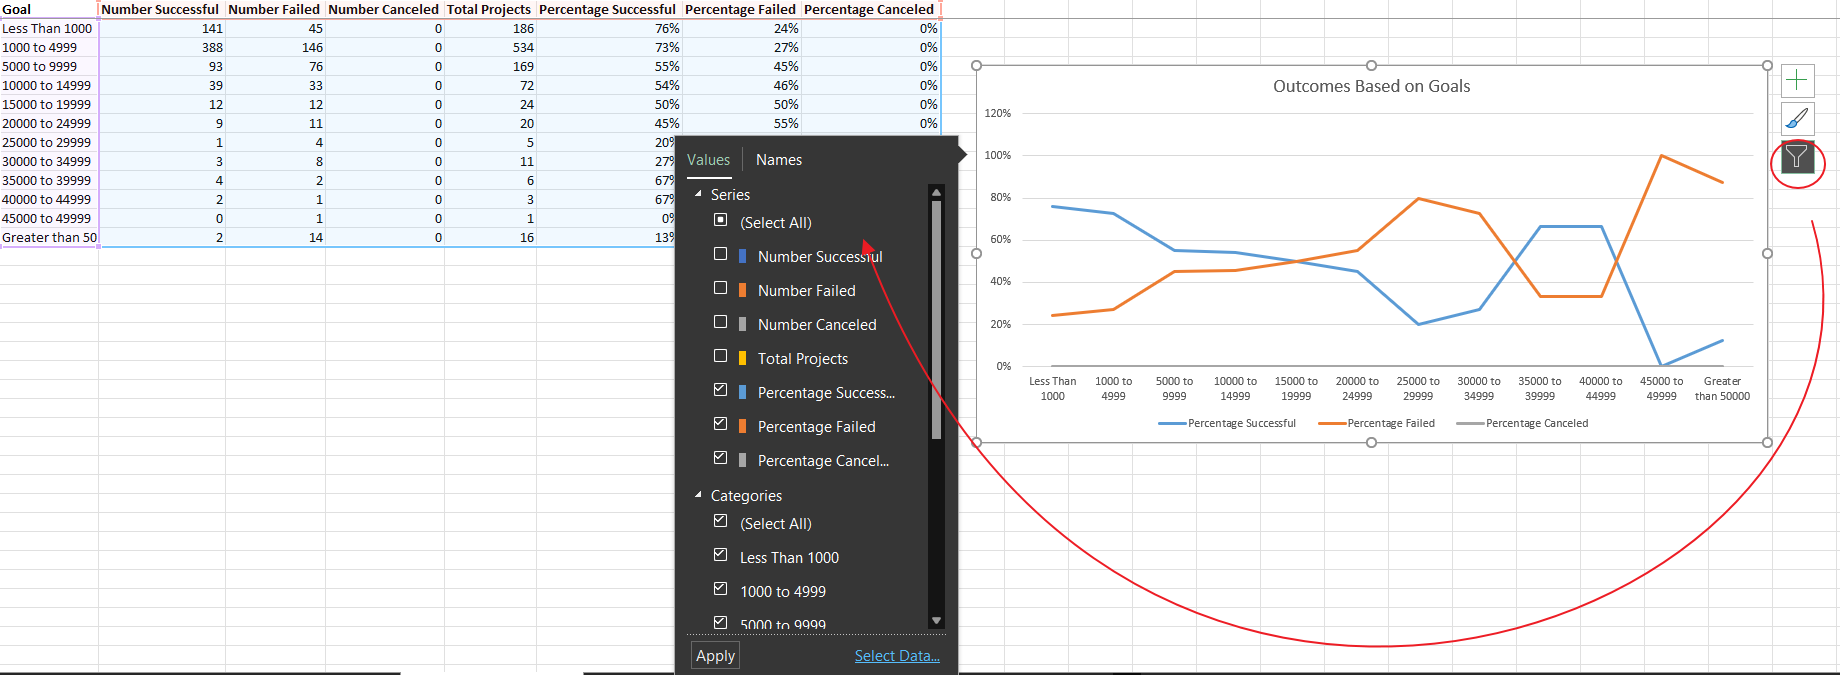 Goal Number Successful Number Failed Number Canceled Total Projects Percentage Successful Percentage Failed Percentage Canceled
Less Than 1000 141 45 0 186 76% 24% 0%
1000 to 4999 388 146 0 534 73% 27% 0%
5000 to 9999 93 76 0 169 55% 45% 0%
10000 to 14999 39 33 0 72 54% 46% 0%
15000 to 19999 12 12 0 24 50% 50% 0%
20000 to 24999 9 11 0 20 45% 55% 0%
25000 to 29999 1 4 0 5 20%
30000 to 34999 3 8 0 11 27%
35000 to 39999 4 2 0 6 67%
40000 to 44999 2 1 0 3 67%
45000 to 49999 0 1 0 1 0%
Greater than 50 2 14 0 16 13%
Values Names
Series
(Select All)
Number Successful
Number Failed
Number Canceled
Total Projects
Percentage Success...
Percentage Failed
Percentage Cancel...
Categories
(Select All)
Less Than 1000
1000 to 4999
5000 to 9999
Apply Select Data...
Outcomes Based on Goals
120%
100%
80%
60%
40%
20%
0%
Less Than 1000 to 5000 to 10000 to 15000 to 20000 to 25000 to 30000 to 35000 to 40000 to 45000 to Greater
1000 4999 9999 14999 19999 24999 29999 34999 39999 44999 49999 than 50000
Percentage Successful Percentage Failed Percentage Canceled